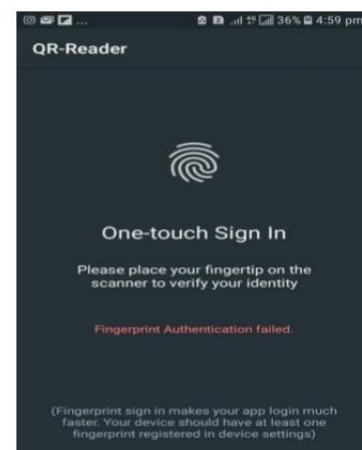 ... 36% 4:59 pm
QR-Reader
One-touch Sign In
Please place your fingertip on the
scanner to verify your identity
Fingerprint Authentication failed.
(Fingerprint sign in makes your app login much
faster. Your device should have at least one
fingerprint registered in device settings)